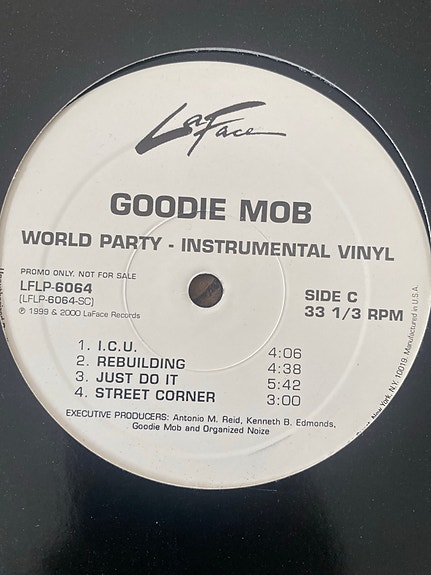 LaFace
GOODIE MOB
WORLD PARTY - INSTRUMENTAL VINYL
PROMO ONLY. NOT FOR SALE
LFLP-6064
(LFLP-6064-SC)
℗ 1999 & 2000 LaFace Records
SIDE C
33 1/3 RPM
1. I.C.U. 4:06
2. REBUILDING 4:38
3. JUST DO IT 5:42
4. STREET CORNER 3:00
EXECUTIVE PRODUCERS: Antonio M. Reid, Kenneth B. Edmonds,
Goodie Mob and Organized Noize
New York, N.Y. 10019. Manufactured in U.S.A.